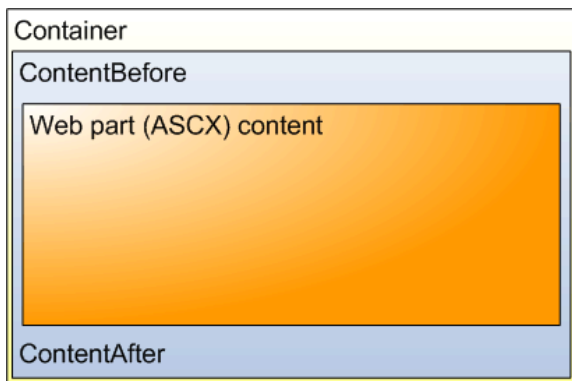 Container
ContentBefore
Web part (ASCX) content
ContentAfter